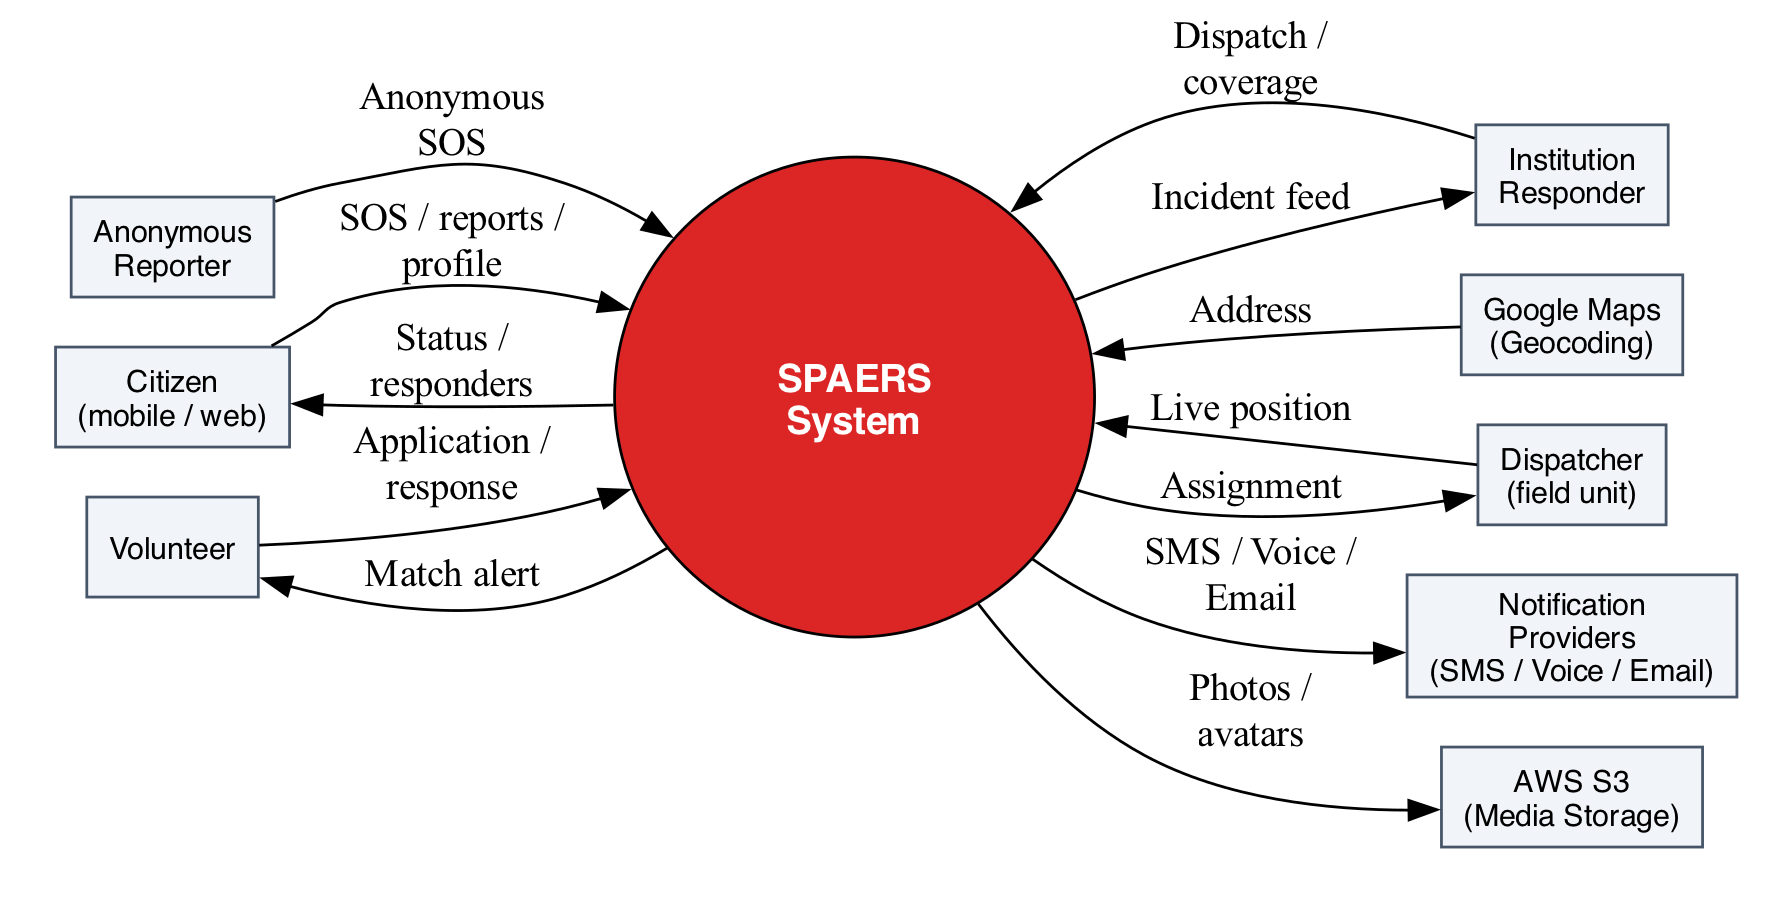 Dispatch /
coverage
Anonymous
SOS
Institution
Responder
Incident feed
Anonymous
Reporter
SOS / reports /
profile
Google Maps
(Geocoding)
Address
Status /
responders
Citizen
(mobile / web)
SPAERS
System
Live position
Dispatcher
(field unit)
Application /
response
Assignment
Volunteer
Match alert
SMS / Voice /
Email
Notification
Providers
(SMS / Voice / Email)
Photos /
avatars
AWS S3
(Media Storage)